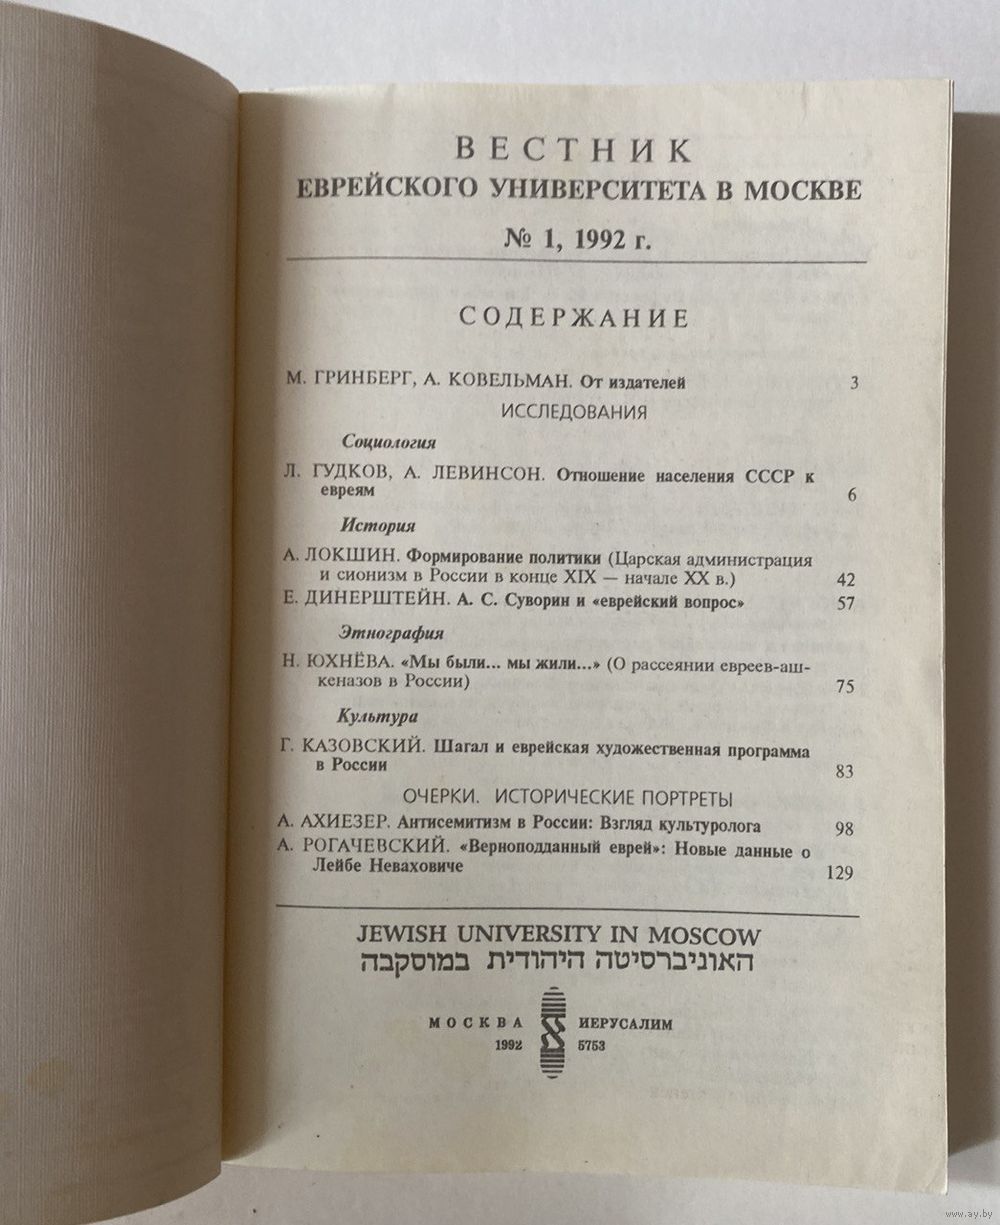 ВЕСТНИК
ЕВРЕЙСКОГО УНИВЕРСИТЕТА В МОСКВЕ
№ 1, 1992 г.
СОДЕРЖАНИЕ
М. ГРИНБЕРГ, А. КОВЕЛЬМАН. От издателей 3
ИССЛЕДОВАНИЯ
Социология
Л. ГУДКОВ, А. ЛЕВИНСОН. Отношение населения СССР к
евреям 6
История
А. ЛОКШИН. Формирование политики (Царская администрация
и сионизм в России в конце XIX — начале XX в.) 42
Е. ДИНЕРШТЕЙН. А. С. Суворин и «еврейский вопрос» 57
Этнография
Н. ЮХНЁВА. «Мы были... мы жили...» (О рассеянии евреев-аш-
кеназов в России) 75
Культура
Г. КАЗОВСКИЙ. Шагал и еврейская художественная программа
в России 83
ОЧЕРКИ. ИСТОРИЧЕСКИЕ ПОРТРЕТЫ
А. АХИЕЗЕР. Антисемитизм в России: Взгляд культуролога 98
А. РОГАЧЕВСКИЙ. «Верноподданный еврей»: Новые данные о
Лейбе Неваховиче 129
JEWISH UNIVERSITY IN MOSCOW
האוניברסיטה היהודית במוסקבה
МОСКВА ИЕРУСАЛИМ
1992 5753
www.ay.by